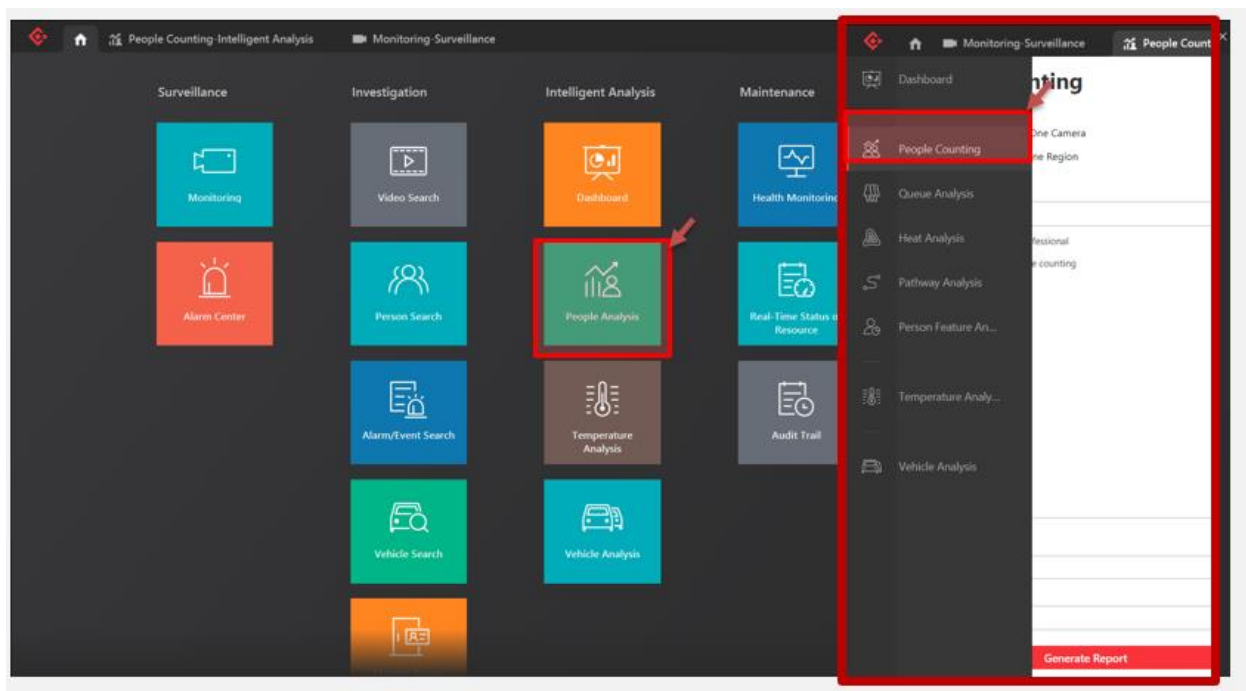 People Counting-Intelligent Analysis
Monitoring-Surveillance
Surveillance
Investigation
Intelligent Analysis
Maintenance
Monitoring
Video Search
Dashboard
Health Monitoring
Alarm Center
Person Search
People Analysis
Real-Time Status o
Resource
Alarm/Event Search
Temperature
Analysis
Audit Trail
Vehicle Search
Vehicle Analysis
Monitoring-Surveillance
People Count
Dashboard
nting
People Counting
One Camera
ne Region
Queue Analysis
Heat Analysis
fessional
e counting
Pathway Analysis
Person Feature An...
Temperature Analy...
Vehicle Analysis
Generate Report